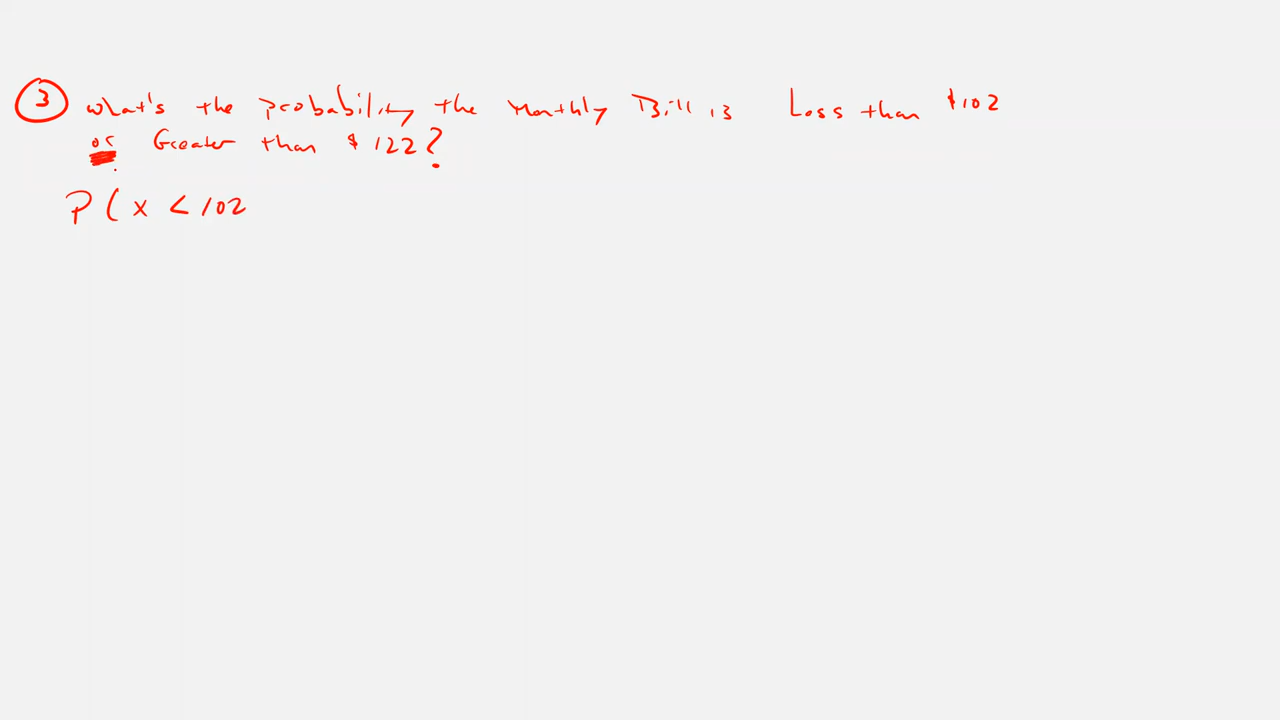 3 what's the probability the Monthly Bill is Less than $102
or Greater than $122?
P(x < 102